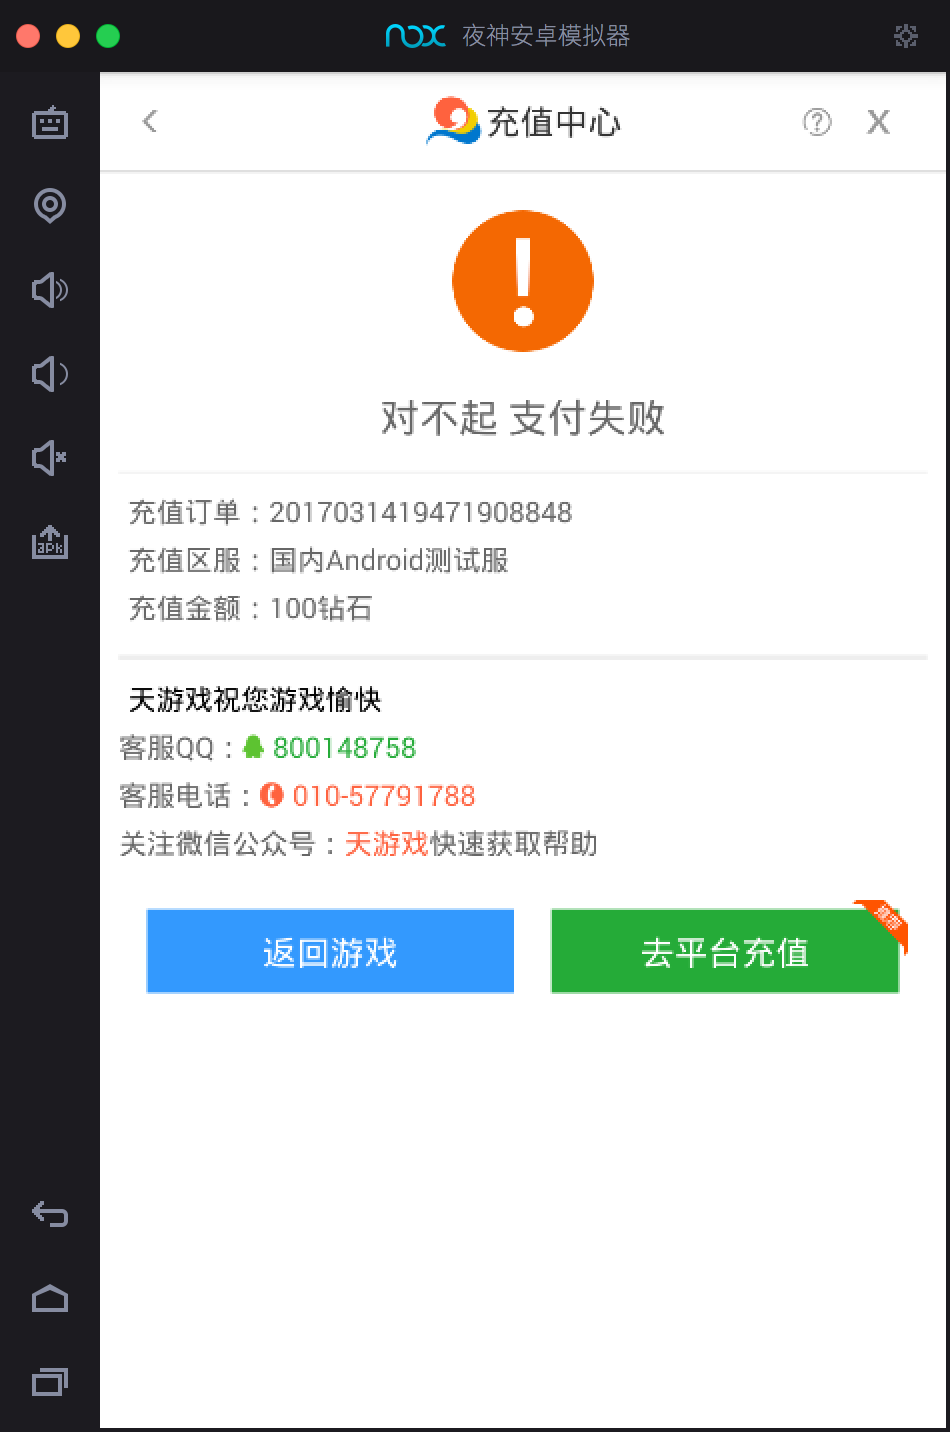 nox 夜神安卓模拟器
充值中心
对不起 支付失败
充值订单：2017031419471908848
充值区服：国内Android测试服
充值金额：100钻石
天游戏祝您游戏愉快
客服QQ：800148758
客服电话：010-57791788
关注微信公众号：天游戏快速获取帮助
返回游戏
去平台充值
推荐
apk